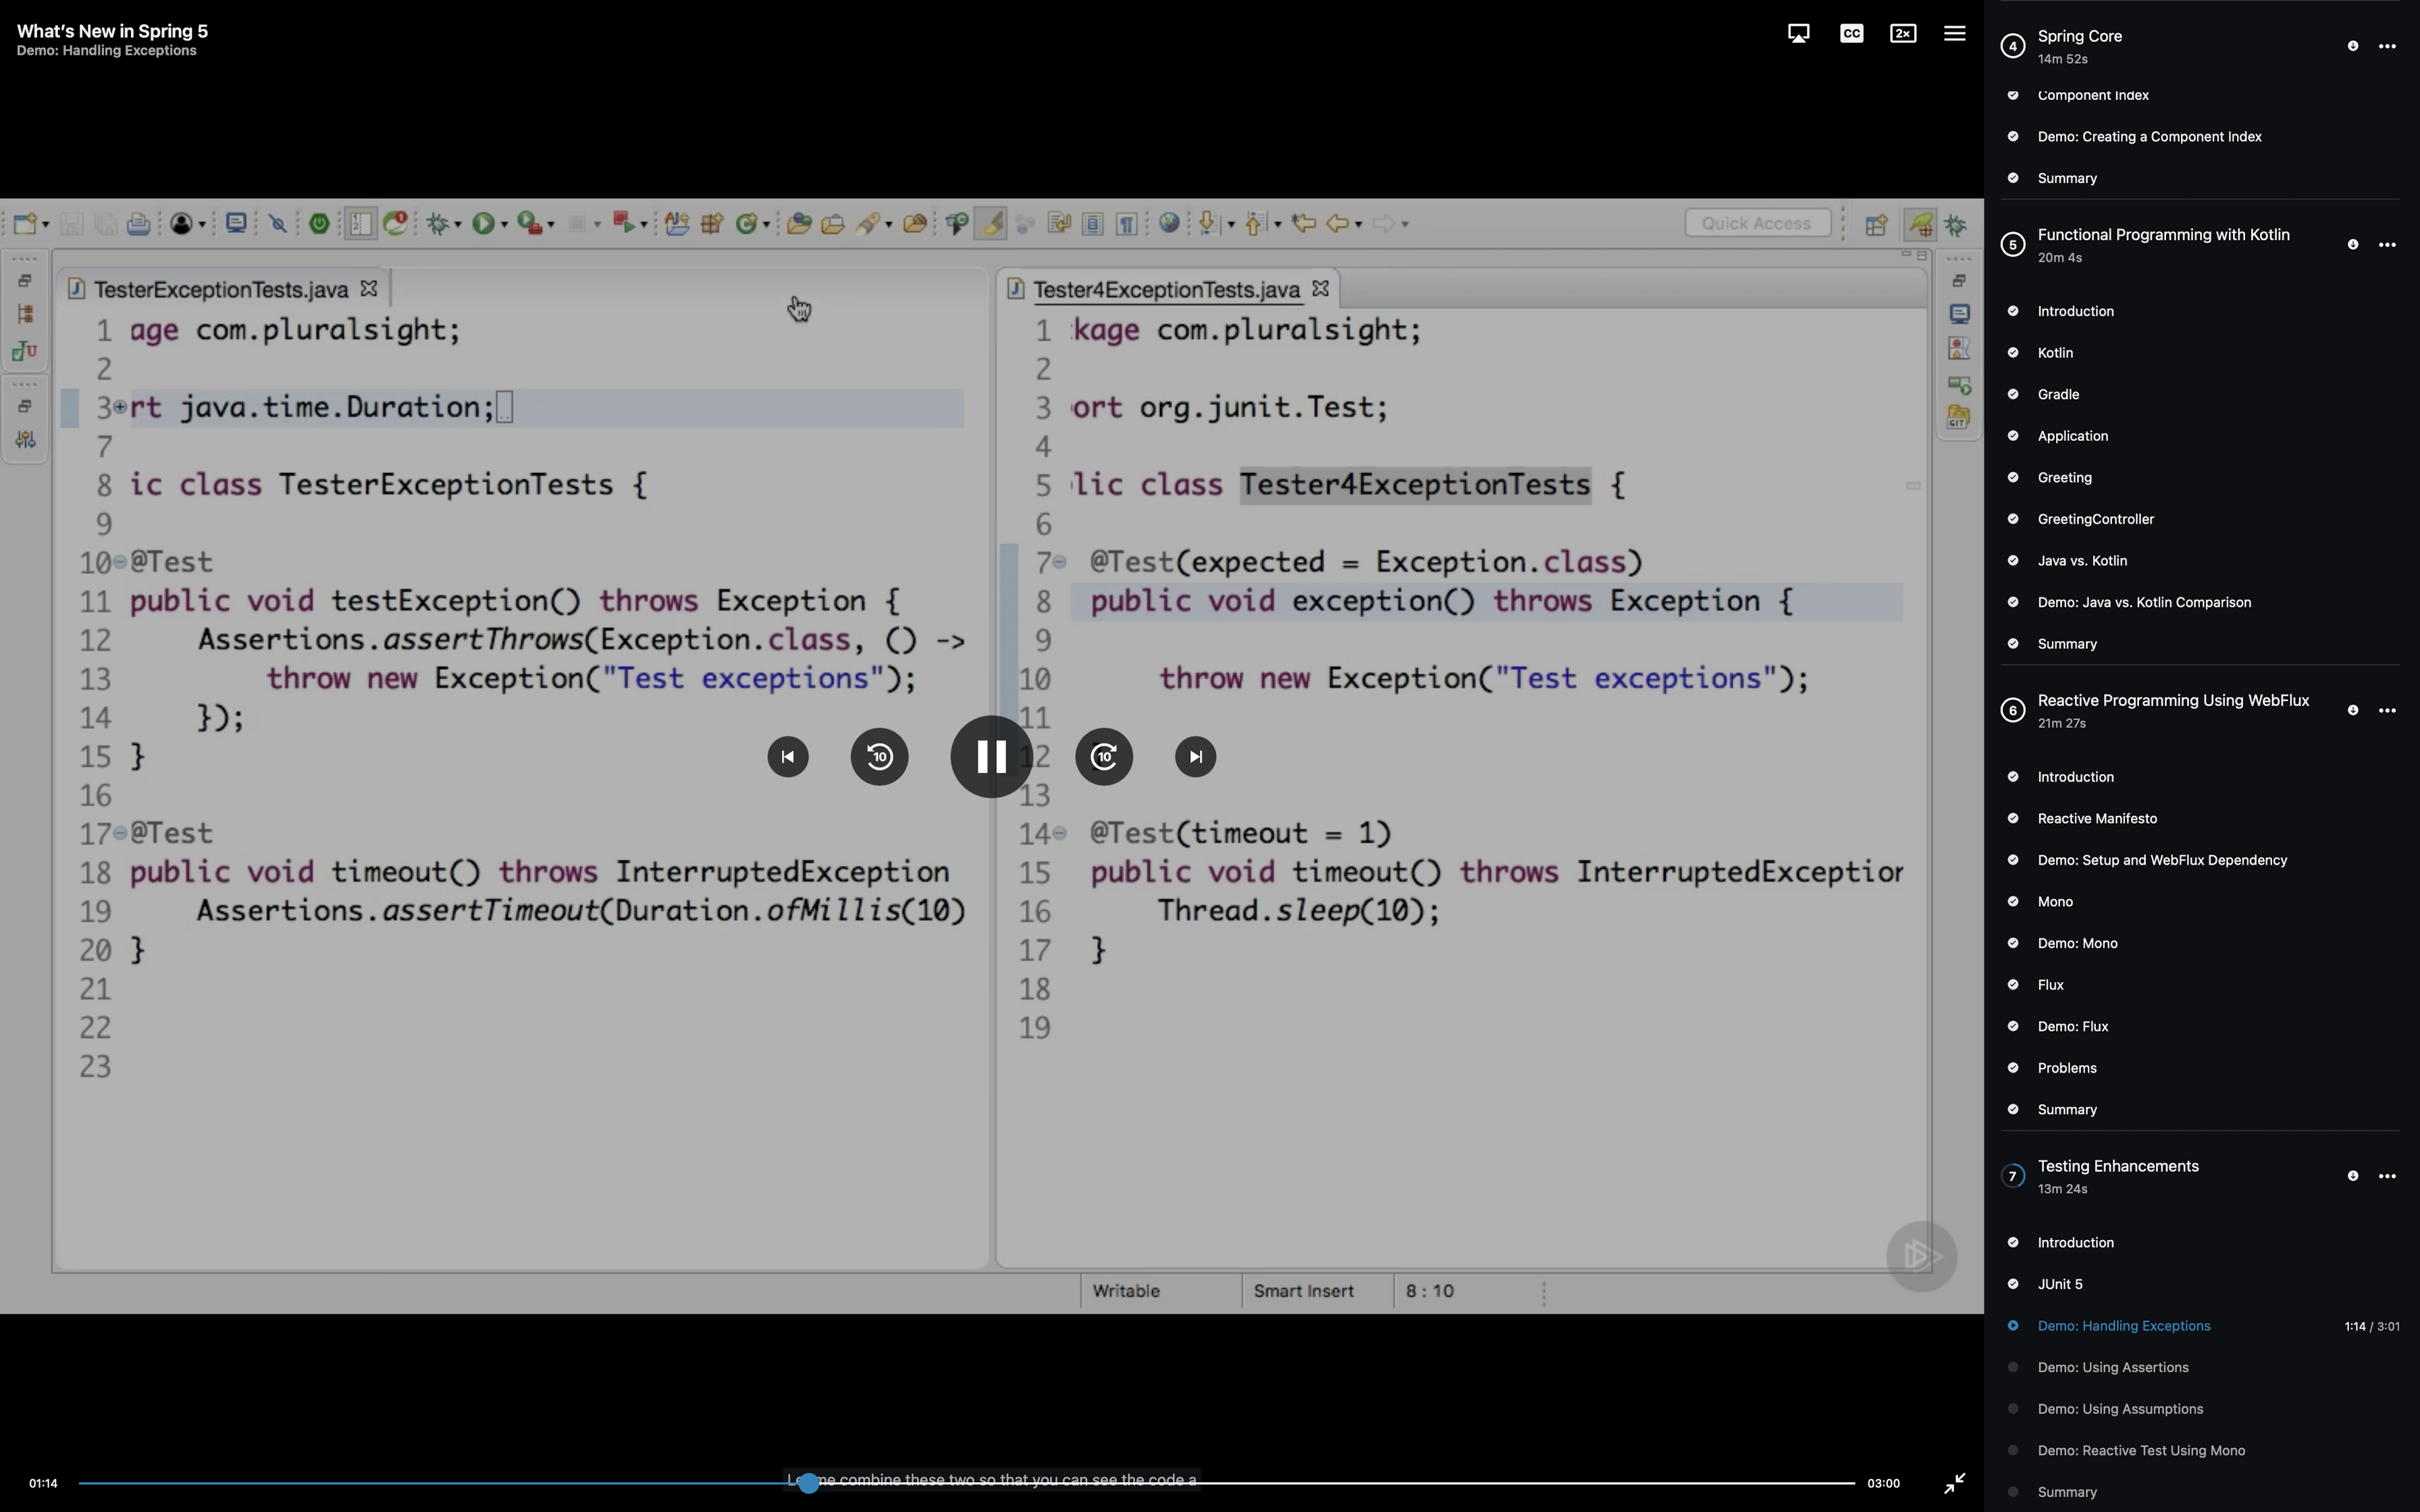 What's New in Spring 5
Demo: Handling Exceptions
CC
2×
Quick Access
TesterExceptionTests.java
1 age com.pluralsight;
2
3 rt java.time.Duration;
7
8 ic class TesterExceptionTests {
9
10 @Test
11 public void testException() throws Exception {
12 Assertions.assertThrows(Exception.class, () ->
13 throw new Exception("Test exceptions");
14 });
15 }
16
17 @Test
18 public void timeout() throws InterruptedException
19 Assertions.assertTimeout(Duration.ofMillis(10)
20 }
21
22
23
Tester4ExceptionTests.java
1 kage com.pluralsight;
2
3 ort org.junit.Test;
4
5 lic class Tester4ExceptionTests {
6
7 @Test(expected = Exception.class)
8 public void exception() throws Exception {
9
10 throw new Exception("Test exceptions");
11
12
13
14 @Test(timeout = 1)
15 public void timeout() throws InterruptedException
16 Thread.sleep(10);
17 }
18
19
10
10
Writable
Smart Insert
8 : 10
me combine these two so that you can see the code a
01:14
03:00
4 Spring Core
14m 52s
Component Index
Demo: Creating a Component Index
Summary
5 Functional Programming with Kotlin
20m 4s
Introduction
Kotlin
Gradle
Application
Greeting
GreetingController
Java vs. Kotlin
Demo: Java vs. Kotlin Comparison
Summary
6 Reactive Programming Using WebFlux
21m 27s
Introduction
Reactive Manifesto
Demo: Setup and WebFlux Dependency
Mono
Demo: Mono
Flux
Demo: Flux
Problems
Summary
7 Testing Enhancements
13m 24s
Introduction
JUnit 5
Demo: Handling Exceptions 1:14 / 3:01
Demo: Using Assertions
Demo: Using Assumptions
Demo: Reactive Test Using Mono
Summary